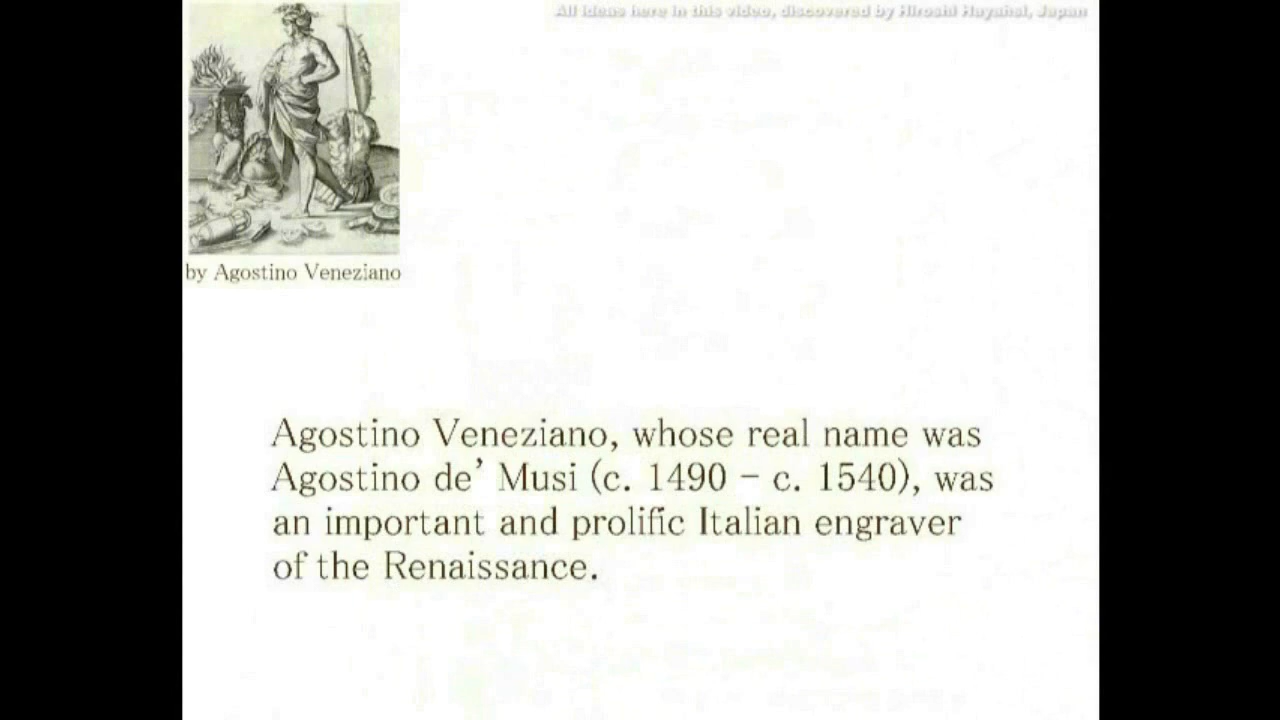 All ideas here in this video, discovered by Hiroshi Hayahsi, Japan
by Agostino Veneziano
Agostino Veneziano, whose real name was
Agostino de’ Musi (c. 1490 - c. 1540), was
an important and prolific Italian engraver
of the Renaissance.